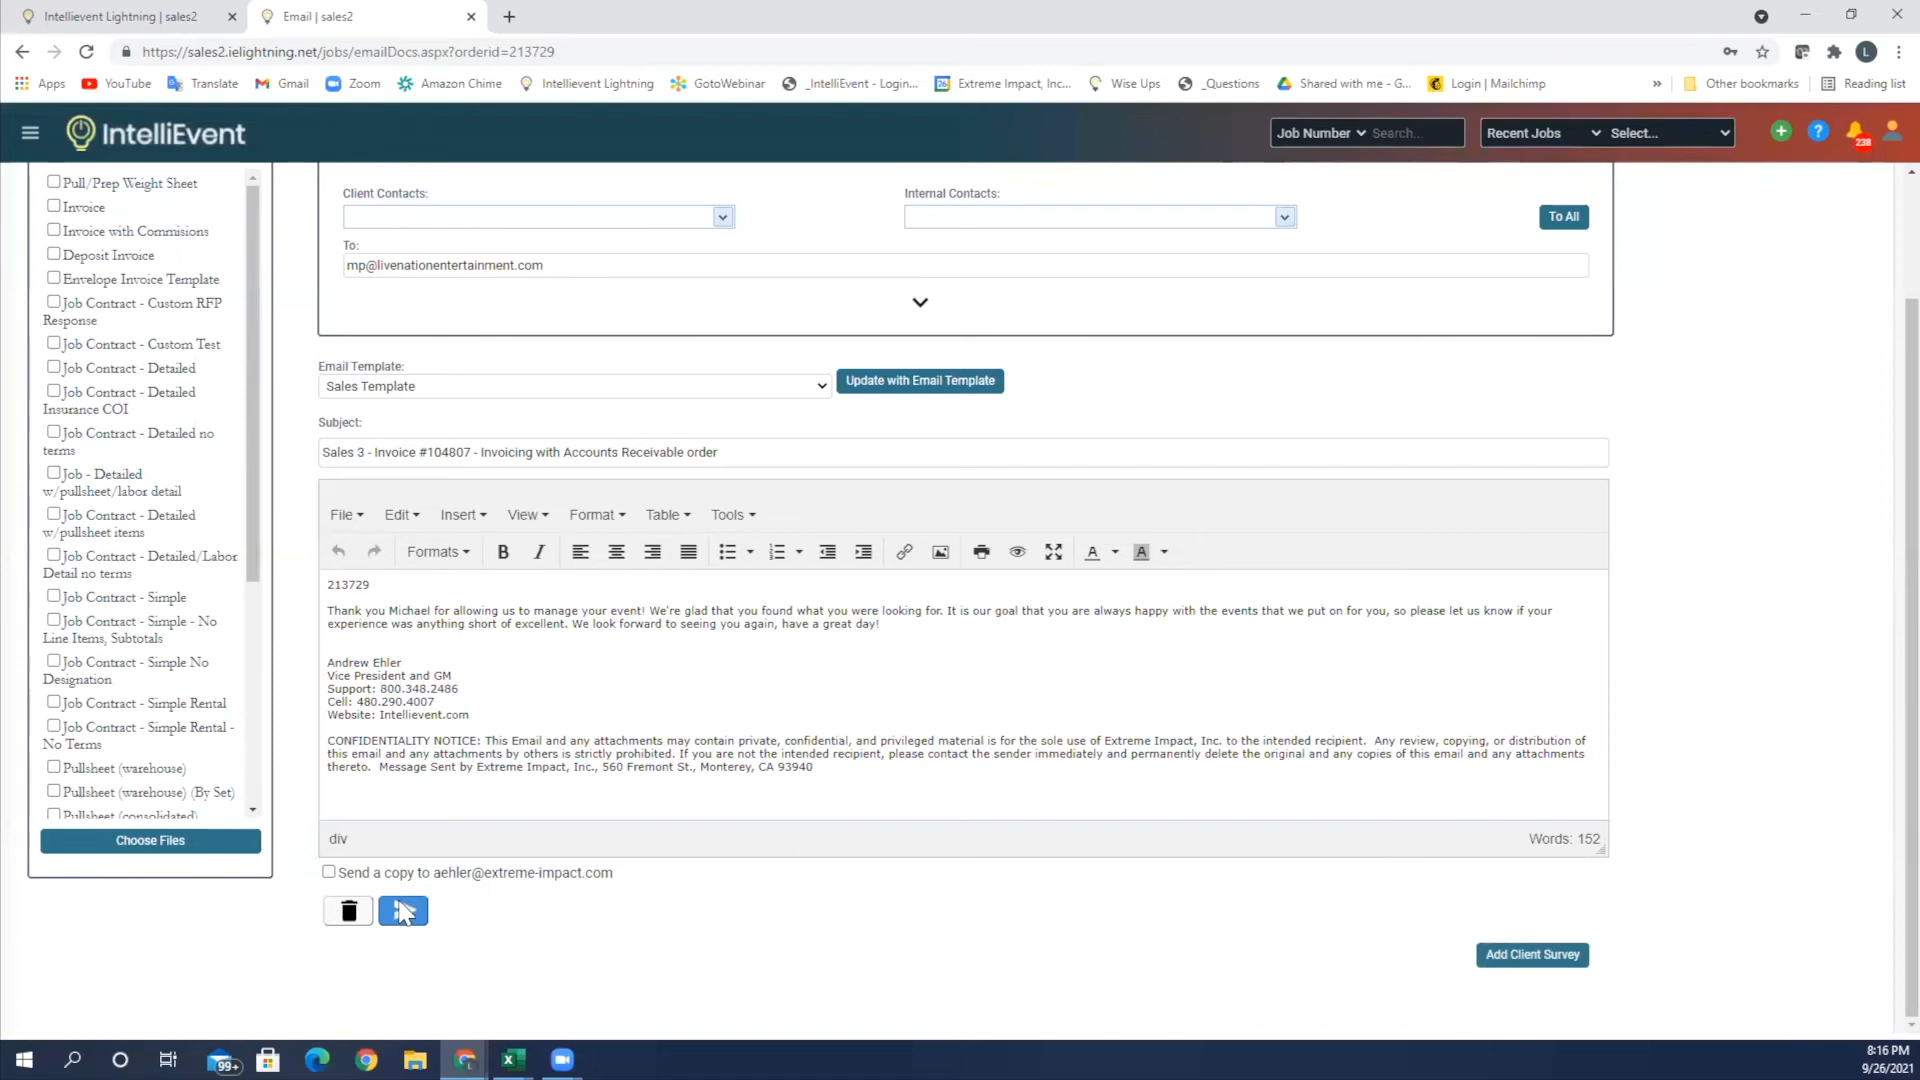 Intellievent Lightning | sales2
Email | sales2
https://sales2.ielightning.net/jobs/emailDocs.aspx?orderid=213729
L
Apps YouTube Translate Gmail Zoom Amazon Chime Intellievent Lightning GotoWebinar _IntelliEvent - Login... 26 Extreme Impact, Inc... Wise Ups _Questions Shared with me - G... Login | Mailchimp » Other bookmarks Reading list
IntelliEvent
Job Number Search... Recent Jobs Select... ? 238
Pull/Prep Weight Sheet
Invoice
Invoice with Commisions
Deposit Invoice
Envelope Invoice Template
Job Contract - Custom RFP
Response
Job Contract - Custom Test
Job Contract - Detailed
Job Contract - Detailed
Insurance COI
Job Contract - Detailed no
terms
Job - Detailed
w/pullsheet/labor detail
Job Contract - Detailed
w/pullsheet items
Job Contract - Detailed/Labor
Detail no terms
Job Contract - Simple
Job Contract - Simple - No
Line Items, Subtotals
Job Contract - Simple No
Designation
Job Contract - Simple Rental
Job Contract - Simple Rental -
No Terms
Pullsheet (warehouse)
Pullsheet (warehouse) (By Set)
Pullsheet (consolidated)
Choose Files
Client Contacts:
Internal Contacts:
To All
To:
mp@livenationentertainment.com
Email Template:
Sales Template
Update with Email Template
Subject:
Sales 3 - Invoice #104807 - Invoicing with Accounts Receivable order
File Edit Insert View Format Table Tools
Formats B I A A
213729
Thank you Michael for allowing us to manage your event! We're glad that you found what you were looking for. It is our goal that you are always happy with the events that we put on for you, so please let us know if your
experience was anything short of excellent. We look forward to seeing you again, have a great day!
Andrew Ehler
Vice President and GM
Support: 800.348.2486
Cell: 480.290.4007
Website: Intellievent.com
CONFIDENTIALITY NOTICE: This Email and any attachments may contain private, confidential, and privileged material is for the sole use of Extreme Impact, Inc. to the intended recipient. Any review, copying, or distribution of
this email and any attachments by others is strictly prohibited. If you are not the intended recipient, please contact the sender immediately and permanently delete the original and any copies of this email and any attachments
thereto. Message Sent by Extreme Impact, Inc., 560 Fremont St., Monterey, CA 93940
div
Words: 152
Send a copy to aehler@extreme-impact.com
Add Client Survey
99+
8:16 PM
9/26/2021